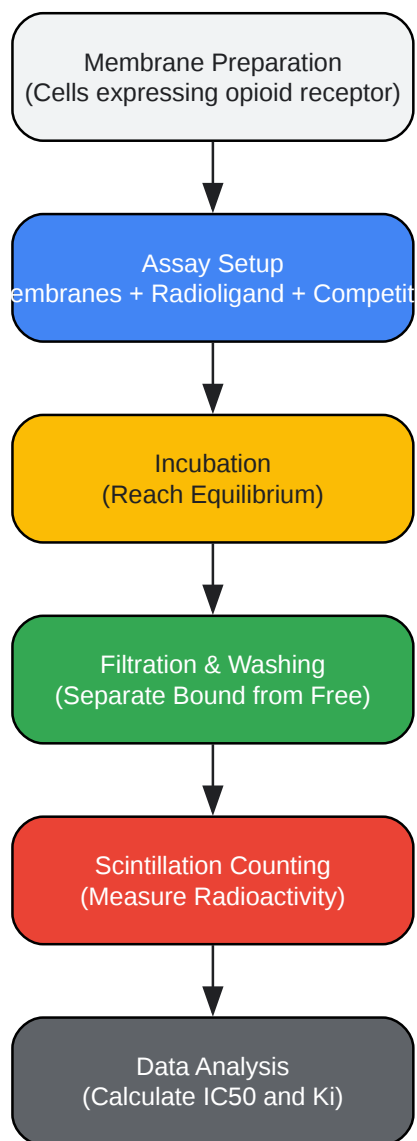 Membrane Preparation
(Cells expressing opioid receptor)
Assay Setup
embranes + Radioligand + Competit
Incubation
(Reach Equilibrium)
Filtration & Washing
(Separate Bound from Free)
Scintillation Counting
(Measure Radioactivity)
Data Analysis
(Calculate IC50 and Ki)